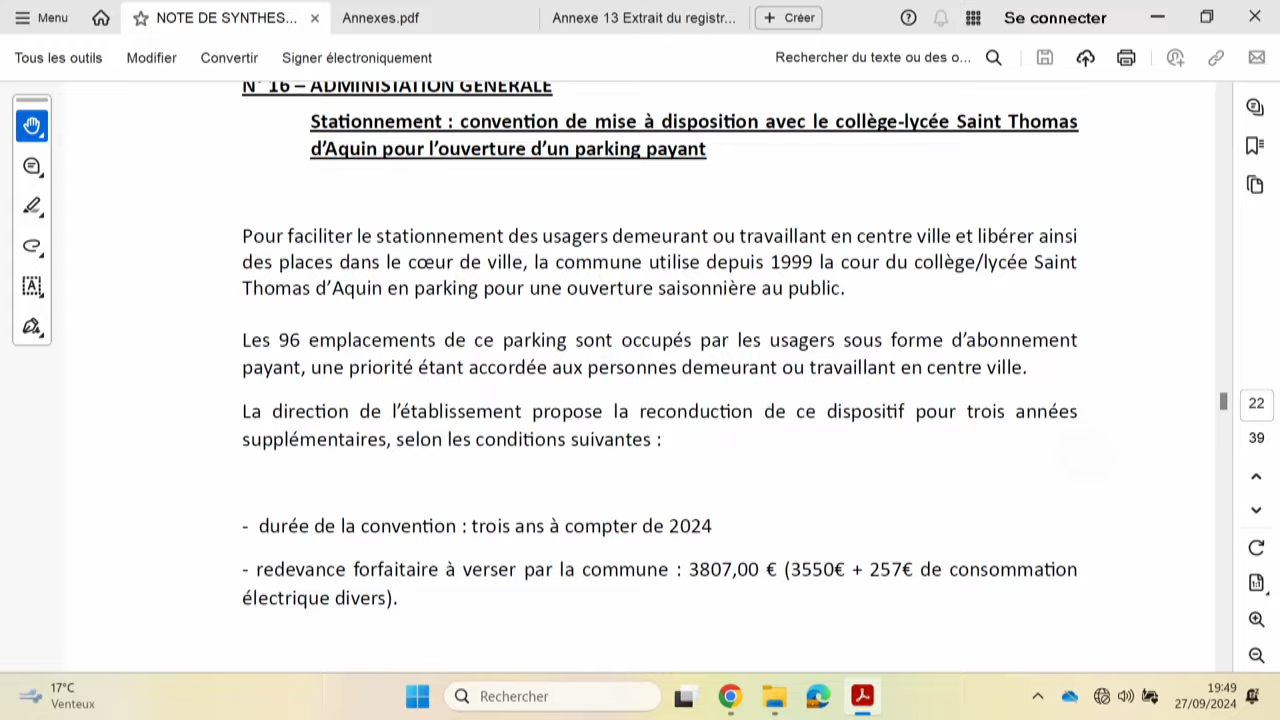 Menu
NOTE DE SYNTHES...
Annexes.pdf
Annexe 13 Extrait du registr...
Créer
Se connecter
Tous les outils
Modifier
Convertir
Signer électroniquement
Rechercher du texte ou des o...
N° 16 – ADMINISTATION GENERALE
Stationnement : convention de mise à disposition avec le collège-lycée Saint Thomas
d’Aquin pour l’ouverture d’un parking payant
Pour faciliter le stationnement des usagers demeurant ou travaillant en centre ville et libérer ainsi
des places dans le cœur de ville, la commune utilise depuis 1999 la cour du collège/lycée Saint
Thomas d’Aquin en parking pour une ouverture saisonnière au public.
Les 96 emplacements de ce parking sont occupés par les usagers sous forme d’abonnement
payant, une priorité étant accordée aux personnes demeurant ou travaillant en centre ville.
La direction de l’établissement propose la reconduction de ce dispositif pour trois années
supplémentaires, selon les conditions suivantes :
- durée de la convention : trois ans à compter de 2024
- redevance forfaitaire à verser par la commune : 3807,00 € (3550€ + 257€ de consommation
électrique divers).
22
39
1:1
17°C
Venteux
Rechercher
19:49
27/09/2024